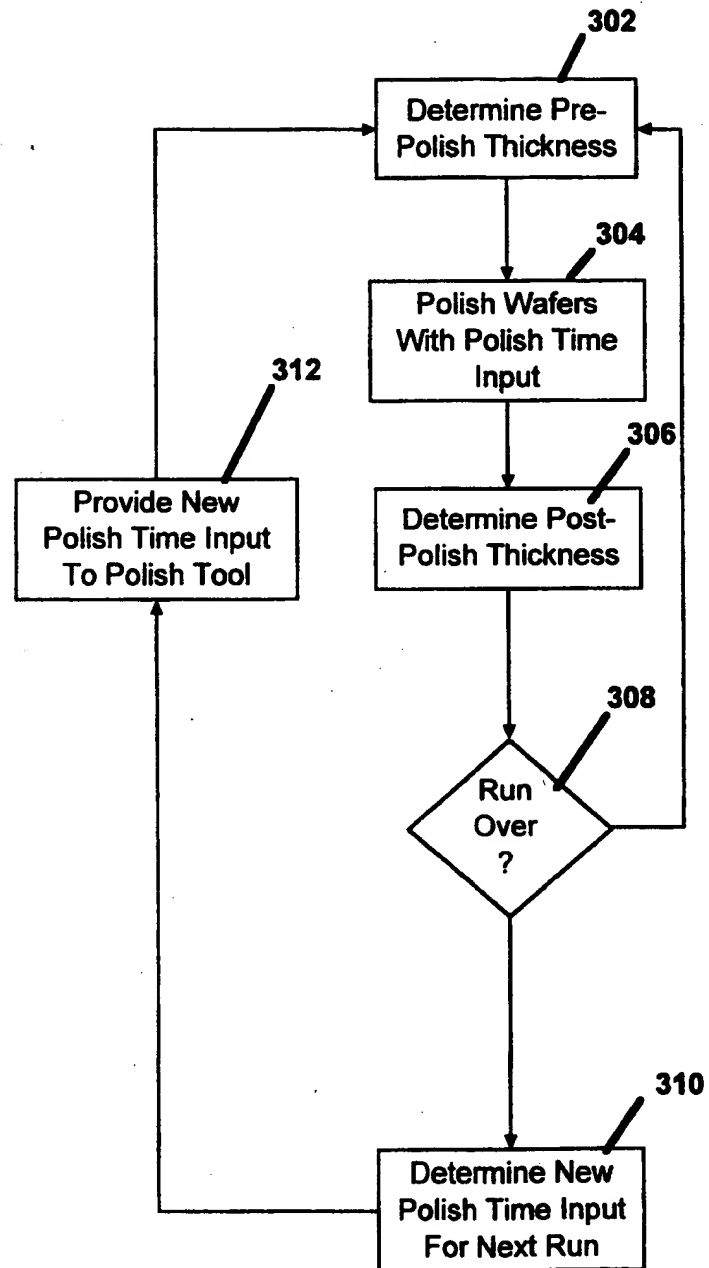 302
Determine Pre-
Polish Thickness
304
Polish Wafers
With Polish Time
Input
312
306
Provide New
Polish Time Input
To Polish Tool
Determine Post-
Polish Thickness
308
Run
Over
?
310
Determine New
Polish Time Input
For Next Run